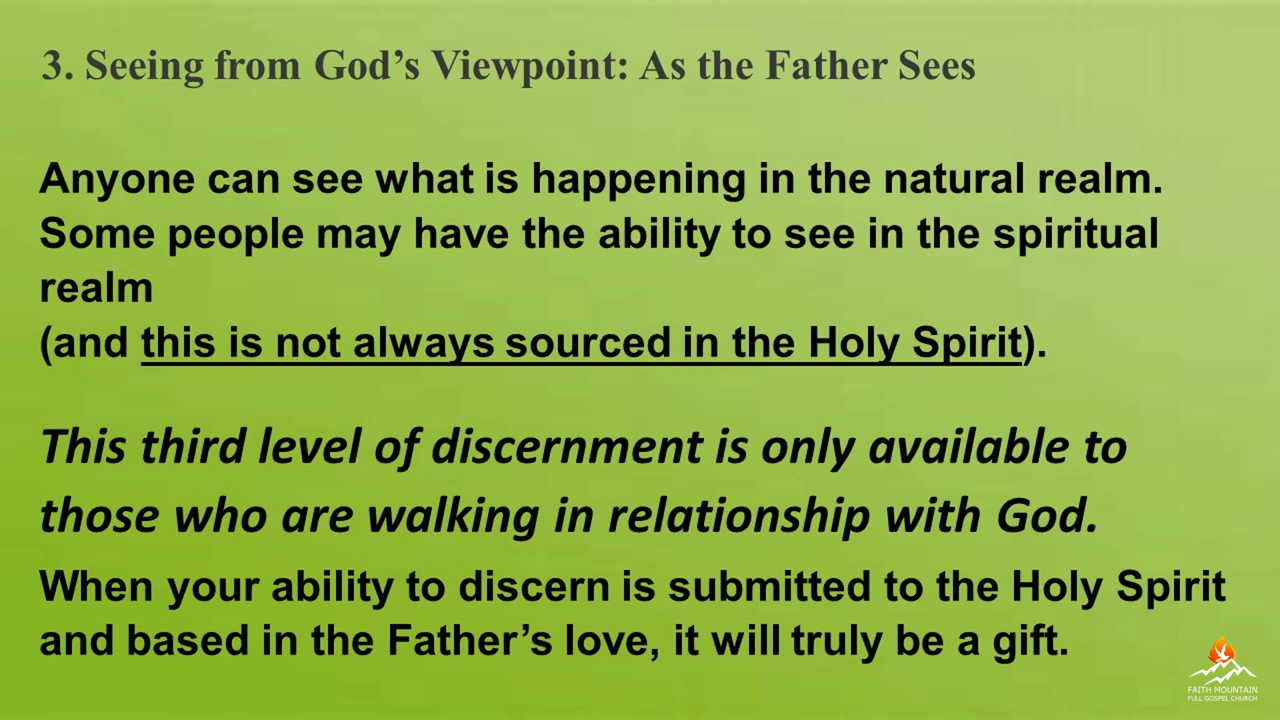 3. Seeing from God’s Viewpoint: As the Father Sees
Anyone can see what is happening in the natural realm.
Some people may have the ability to see in the spiritual
realm
(and this is not always sourced in the Holy Spirit).
This third level of discernment is only available to
those who are walking in relationship with God.
When your ability to discern is submitted to the Holy Spirit
and based in the Father’s love, it will truly be a gift.
FAITH MOUNTAIN
FULL GOSPEL CHURCH